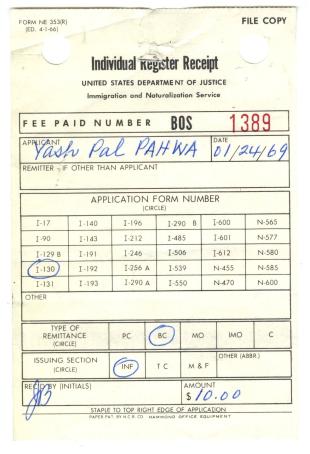 FORM NE 353(R)
(ED. 4-1-66)
FILE COPY
Individual Register Receipt
UNITED STATES DEPARTMENT OF JUSTICE
Immigration and Naturalization Service
FEE PAID NUMBER BOS 1389
APPLICANT
Yash Pal PAHWA
DATE
01/24/69
REMITTER - IF OTHER THAN APPLICANT
APPLICATION FORM NUMBER
(CIRCLE)
I-17 I-140 I-196 I-290 B I-600 N-565
I-90 I-143 I-212 I-485 I-601 N-577
I-129 B I-191 I-246 I-506 I-612 N-580
I-130 I-192 I-256 A I-539 N-455 N-585
I-131 I-193 I-290 A I-550 N-470 N-600
OTHER
TYPE OF REMITTANCE (CIRCLE) PC BC MO IMO C
ISSUING SECTION (CIRCLE) INF T C M & F OTHER (ABBR.)
REC'D BY (INITIALS)
AMOUNT
$ 10.00
STAPLE TO TOP RIGHT EDGE OF APPLICATION
PAPER PAT. BY N.C.R. CO. HAMMOND OFFICE EQUIPMENT